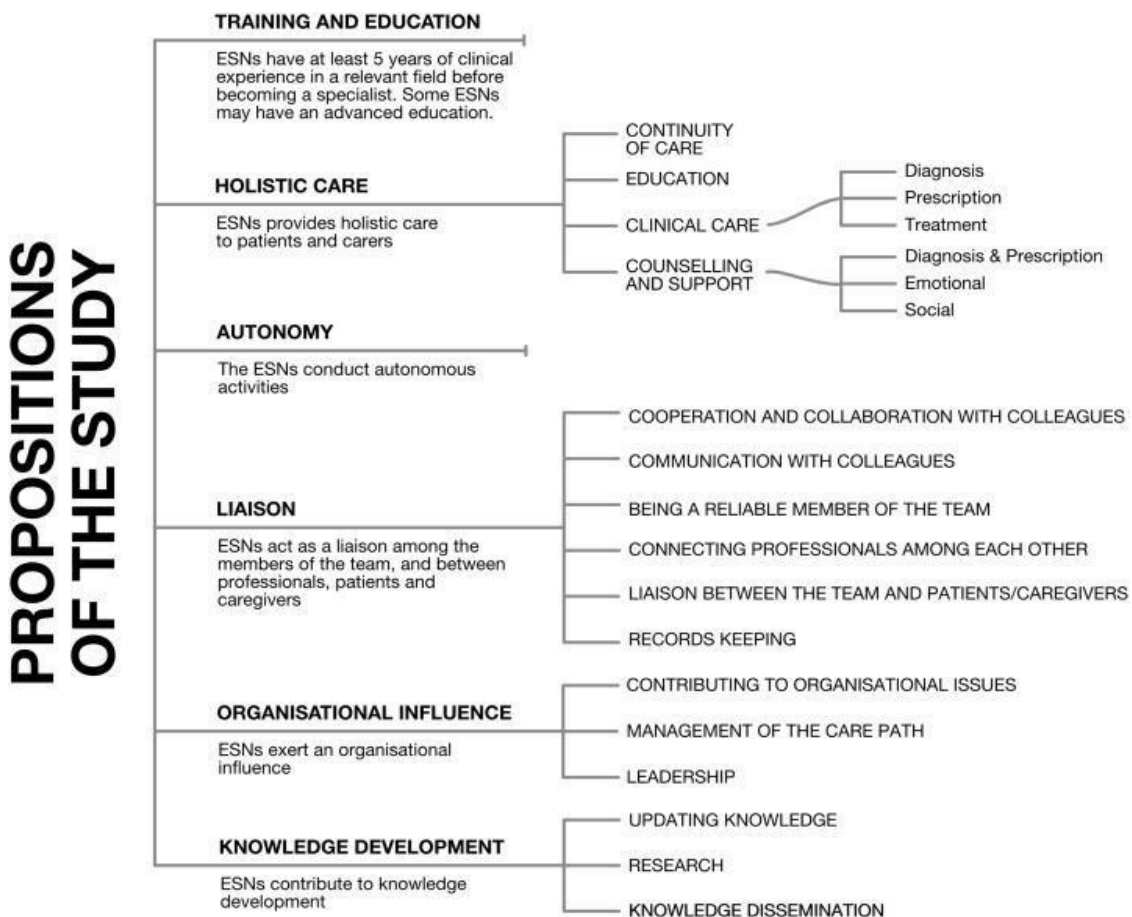 PROPOSITIONS
OF THE STUDY
TRAINING AND EDUCATION
ESNs have at least 5 years of clinical
experience in a relevant field before
becoming a specialist. Some ESNs
may have an advanced education.
HOLISTIC CARE
ESNs provides holistic care
to patients and carers
CONTINUITY
OF CARE
EDUCATION
CLINICAL CARE
Diagnosis
Prescription
Treatment
COUNSELLING
AND SUPPORT
Diagnosis & Prescription
Emotional
Social
AUTONOMY
The ESNs conduct autonomous
activities
LIAISON
ESNs act as a liaison among the
members of the team, and between
professionals, patients and
caregivers
COOPERATION AND COLLABORATION WITH COLLEAGUES
COMMUNICATION WITH COLLEAGUES
BEING A RELIABLE MEMBER OF THE TEAM
CONNECTING PROFESSIONALS AMONG EACH OTHER
LIAISON BETWEEN THE TEAM AND PATIENTS/CAREGIVERS
RECORDS KEEPING
ORGANISATIONAL INFLUENCE
ESNs exert an organisational
influence
CONTRIBUTING TO ORGANISATIONAL ISSUES
MANAGEMENT OF THE CARE PATH
LEADERSHIP
KNOWLEDGE DEVELOPMENT
ESNs contribute to knowledge
development
UPDATING KNOWLEDGE
RESEARCH
KNOWLEDGE DISSEMINATION